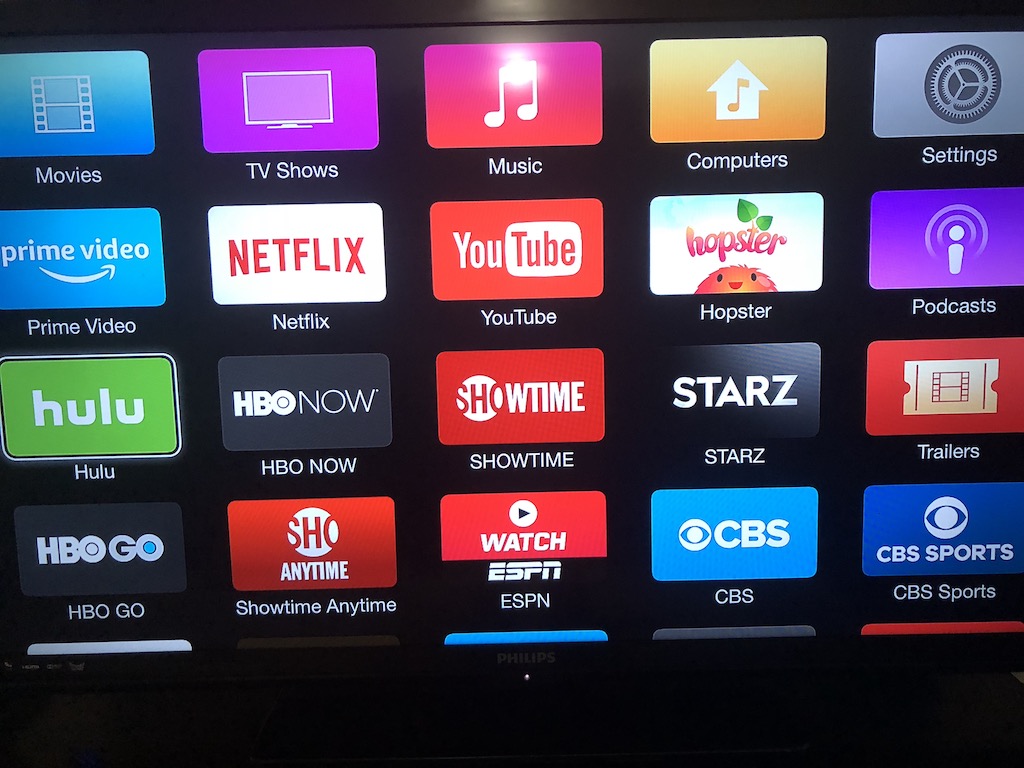 Movies
TV Shows
Music
Computers
Settings
prime video
NETFLIX
YouTube
hopster
Prime Video
Netflix
YouTube
Hopster
Podcasts
hulu
HBO NOW
SHOWTIME
STARZ
Hulu
HBO NOW
SHOWTIME
STARZ
Trailers
HBO GO
SHO
ANYTIME
WATCH
ESPN
CBS
CBS SPORTS
HBO GO
Showtime Anytime
ESPN
CBS
CBS Sports
PHILIPS